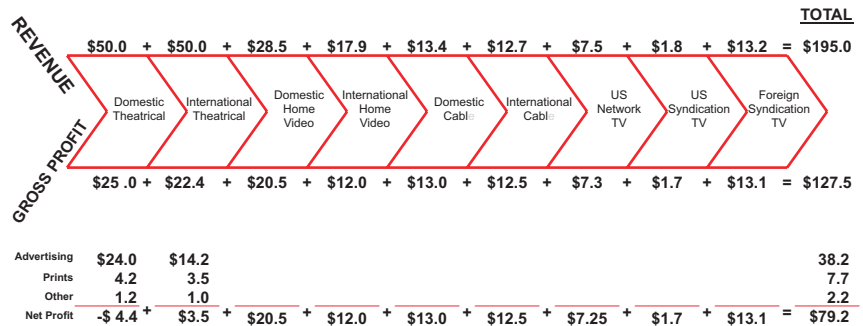 TOTAL
REVENUE
$50.0 + $50.0 + $28.5 + $17.9 + $13.4 + $12.7 + $7.5 + $1.8 + $13.2 = $195.0
Domestic
Theatrical
International
Theatrical
Domestic
Home
Video
International
Home
Video
Domestic
Cable
International
Cable
US
Network
TV
US
Syndication
TV
Foreign
Syndication
TV
GROSS PROFIT
$25 .0 + $22.4 + $20.5 + $12.0 + $13.0 + $12.5 + $7.3 + $1.7 + $13.1 = $127.5
Advertising $24.0 $14.2 38.2
Prints 4.2 3.5 7.7
Other 1.2 1.0 2.2
Net Profit -$ 4.4 + $3.5 + $20.5 + $12.0 + $13.0 + $12.5 + $7.25 + $1.7 + $13.1 = $79.2